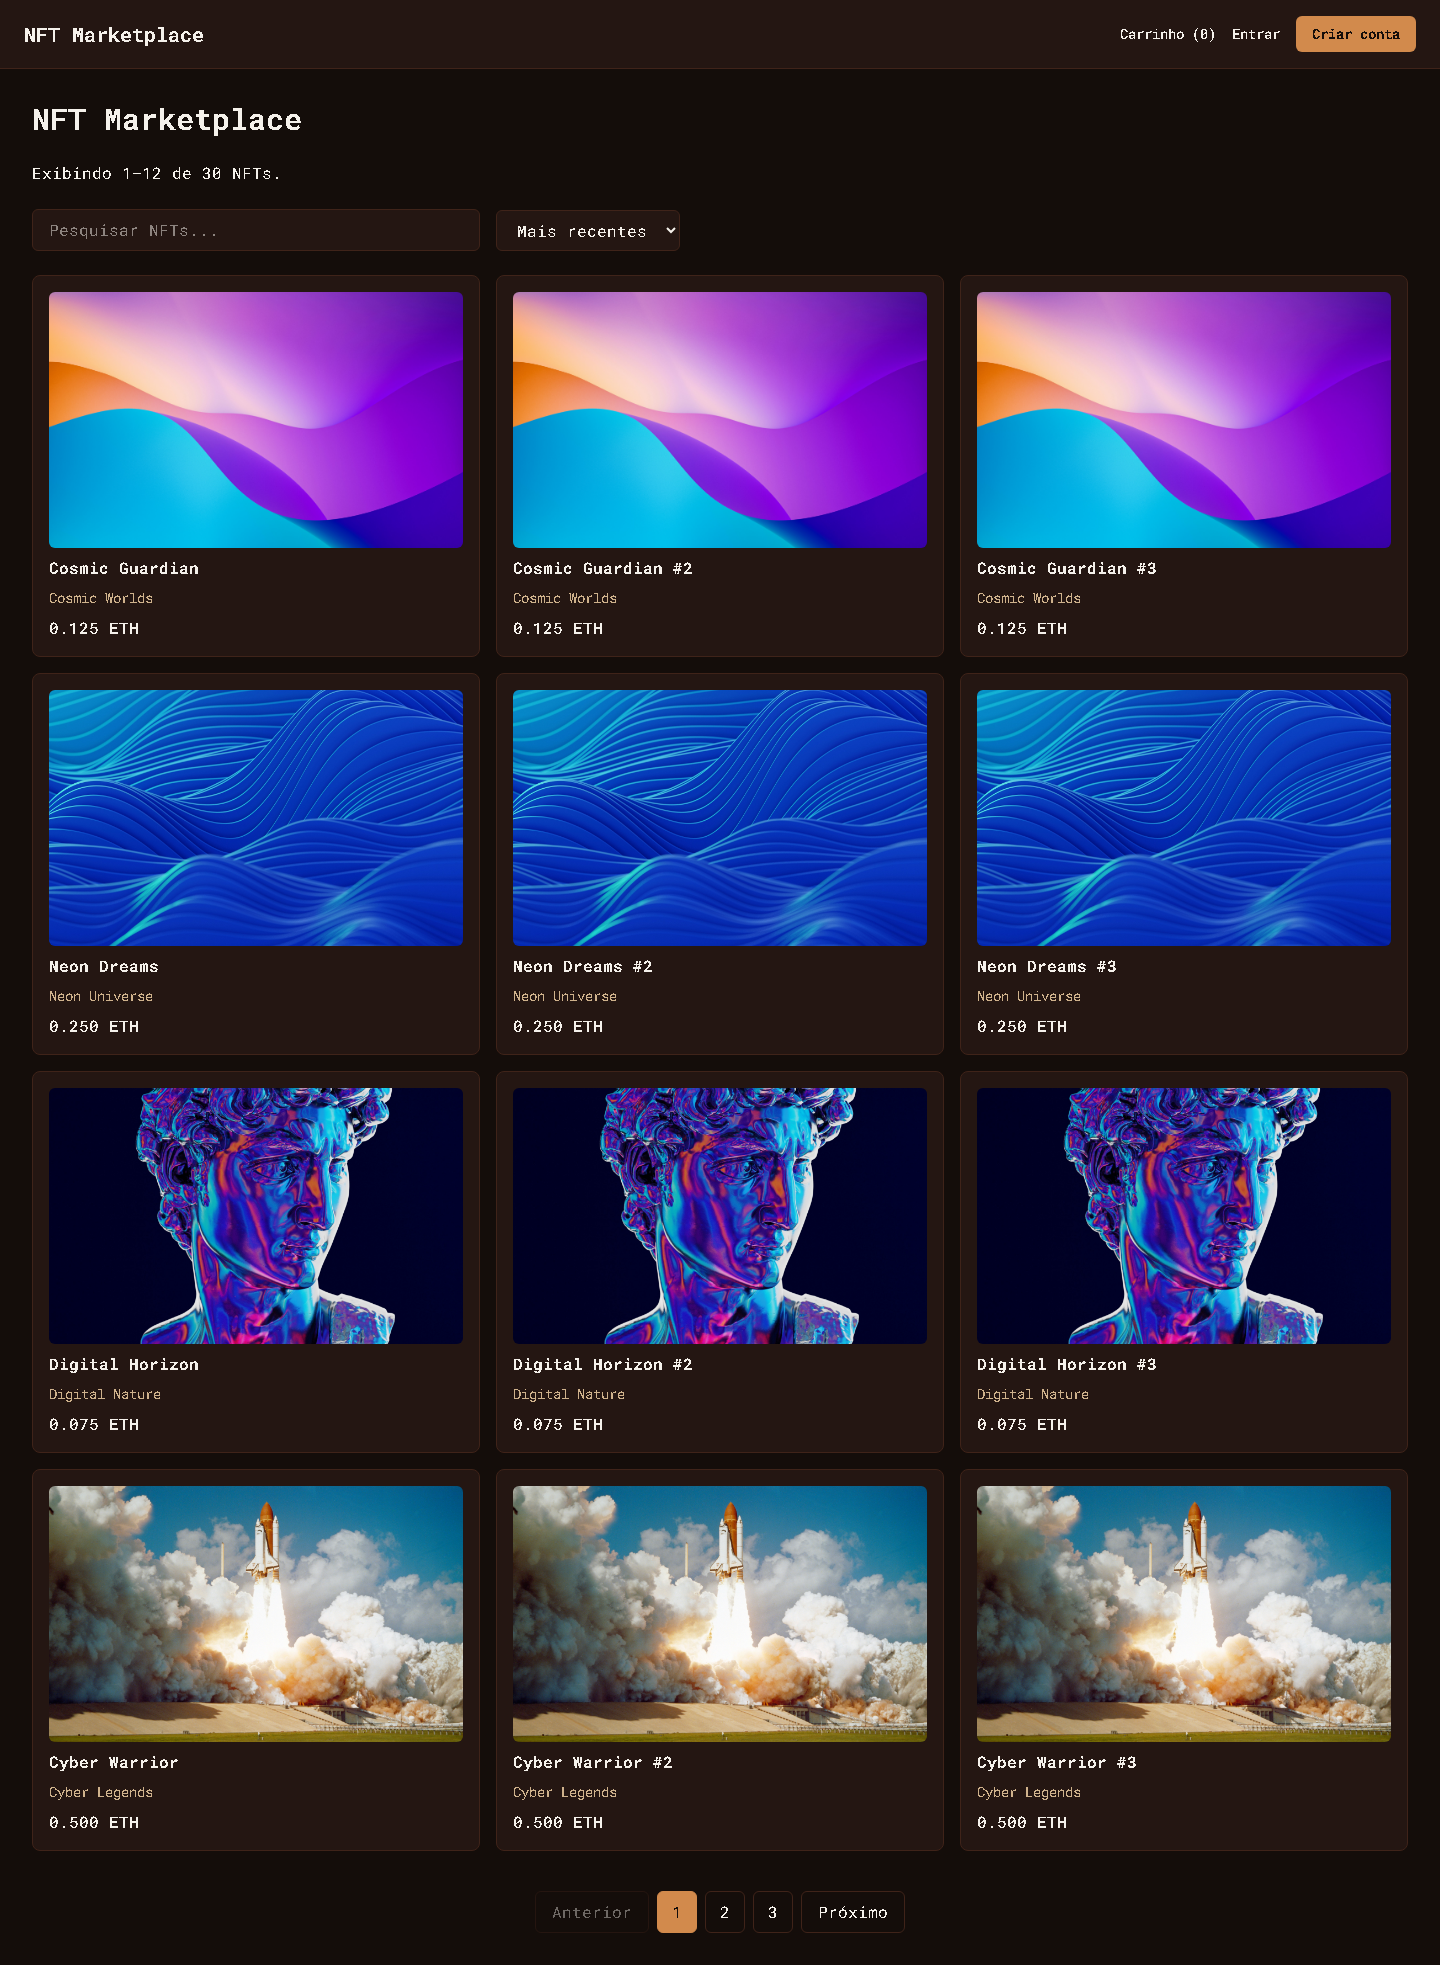 NFT Marketplace
Carrinho (0) Entrar Criar conta
NFT Marketplace
Exibindo 1–12 de 30 NFTs.
Pesquisar NFTs... Mais recentes
Cosmic Guardian
Cosmic Worlds
0.125 ETH
Cosmic Guardian #2
Cosmic Worlds
0.125 ETH
Cosmic Guardian #3
Cosmic Worlds
0.125 ETH
Neon Dreams
Neon Universe
0.250 ETH
Neon Dreams #2
Neon Universe
0.250 ETH
Neon Dreams #3
Neon Universe
0.250 ETH
Digital Horizon
Digital Nature
0.075 ETH
Digital Horizon #2
Digital Nature
0.075 ETH
Digital Horizon #3
Digital Nature
0.075 ETH
Cyber Warrior
Cyber Legends
0.500 ETH
Cyber Warrior #2
Cyber Legends
0.500 ETH
Cyber Warrior #3
Cyber Legends
0.500 ETH
Anterior 1 2 3 Próximo